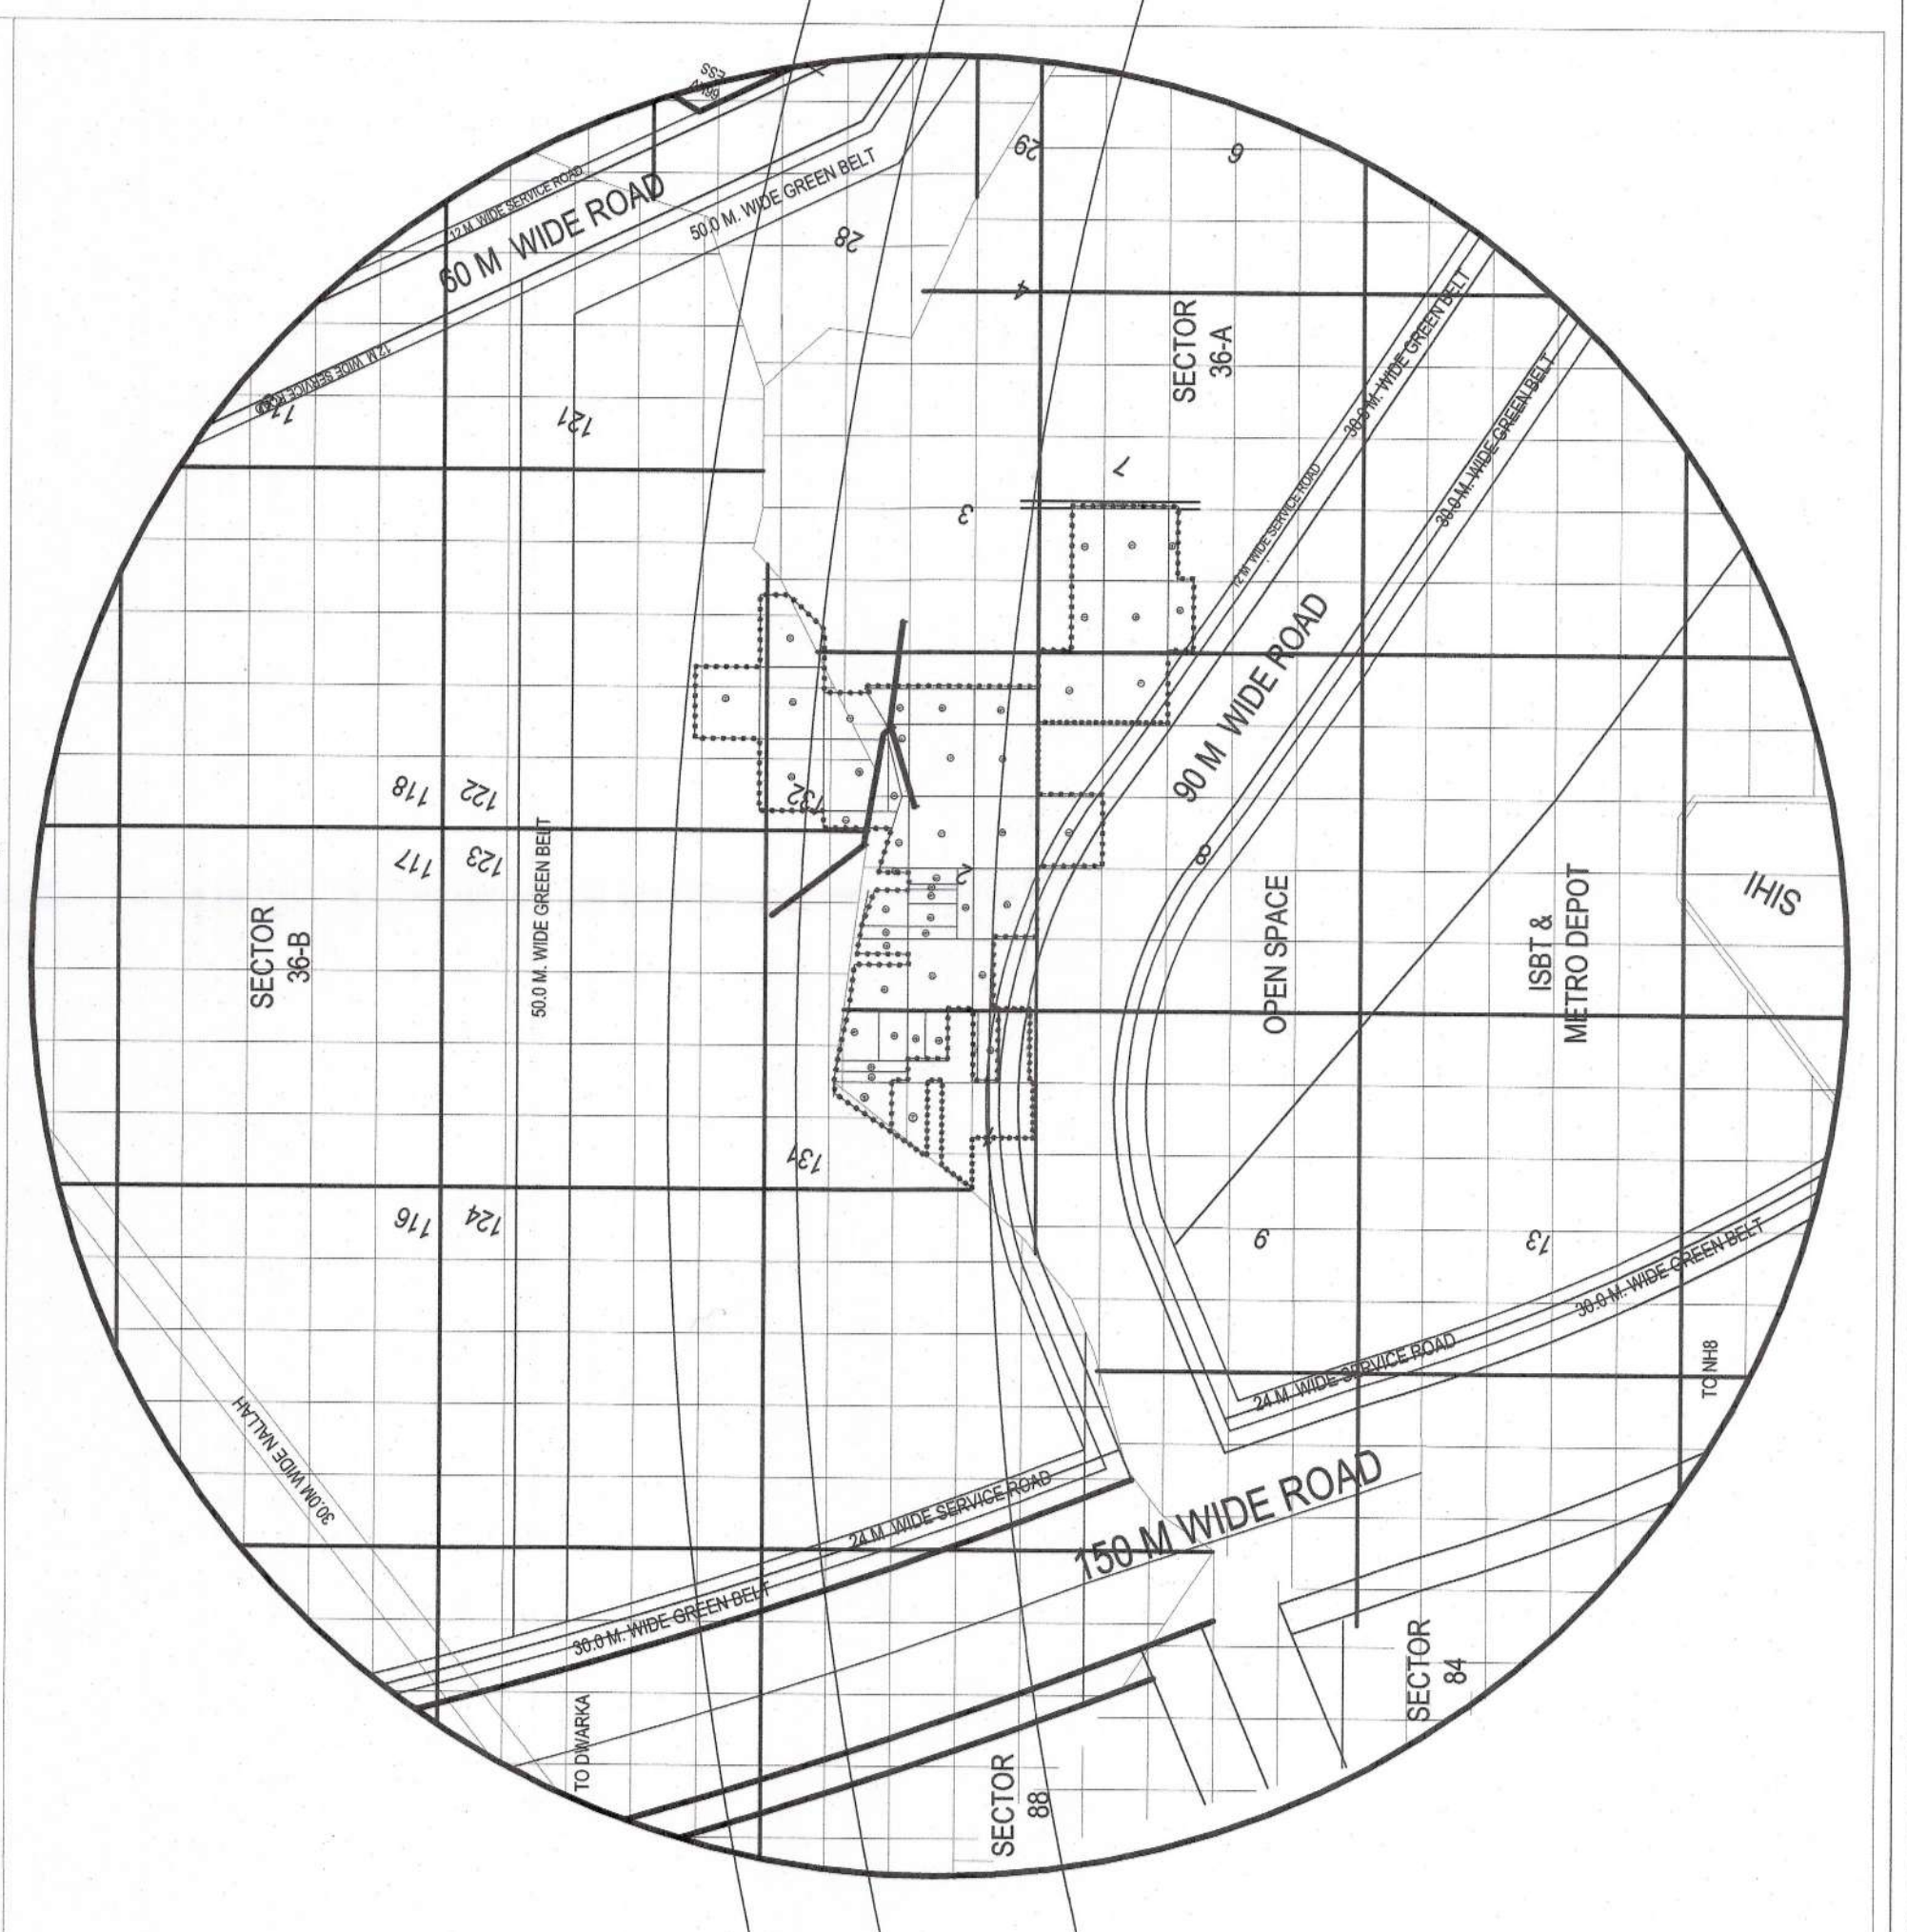 66KV
ESS
12 M. WIDE SERVICE ROAD
60 M WIDE ROAD
50.0 M. WIDE GREEN BELT
12 M. WIDE SERVICE ROAD
28
29
6
4
SECTOR
36-A
30.0 M. WIDE GREEN BELT
30.0 M. WIDE GREEN BELT
12 M WIDE SERVICE ROAD
90 M WIDE ROAD
121
7
3
118
122
117
123
132
2
8
50.0 M. WIDE GREEN BELT
SECTOR
36-B
OPEN SPACE
ISBT &
METRO DEPOT
SIHI
131
1
116
124
9
13
30.0 M. WIDE GREEN BELT
24 M. WIDE SERVICE ROAD
TO NH8
30.0M WIDE NALLAH
24 M. WIDE SERVICE ROAD
150 M WIDE ROAD
30.0 M. WIDE GREEN BELT
TO DWARKA
SECTOR
84
SECTOR
88